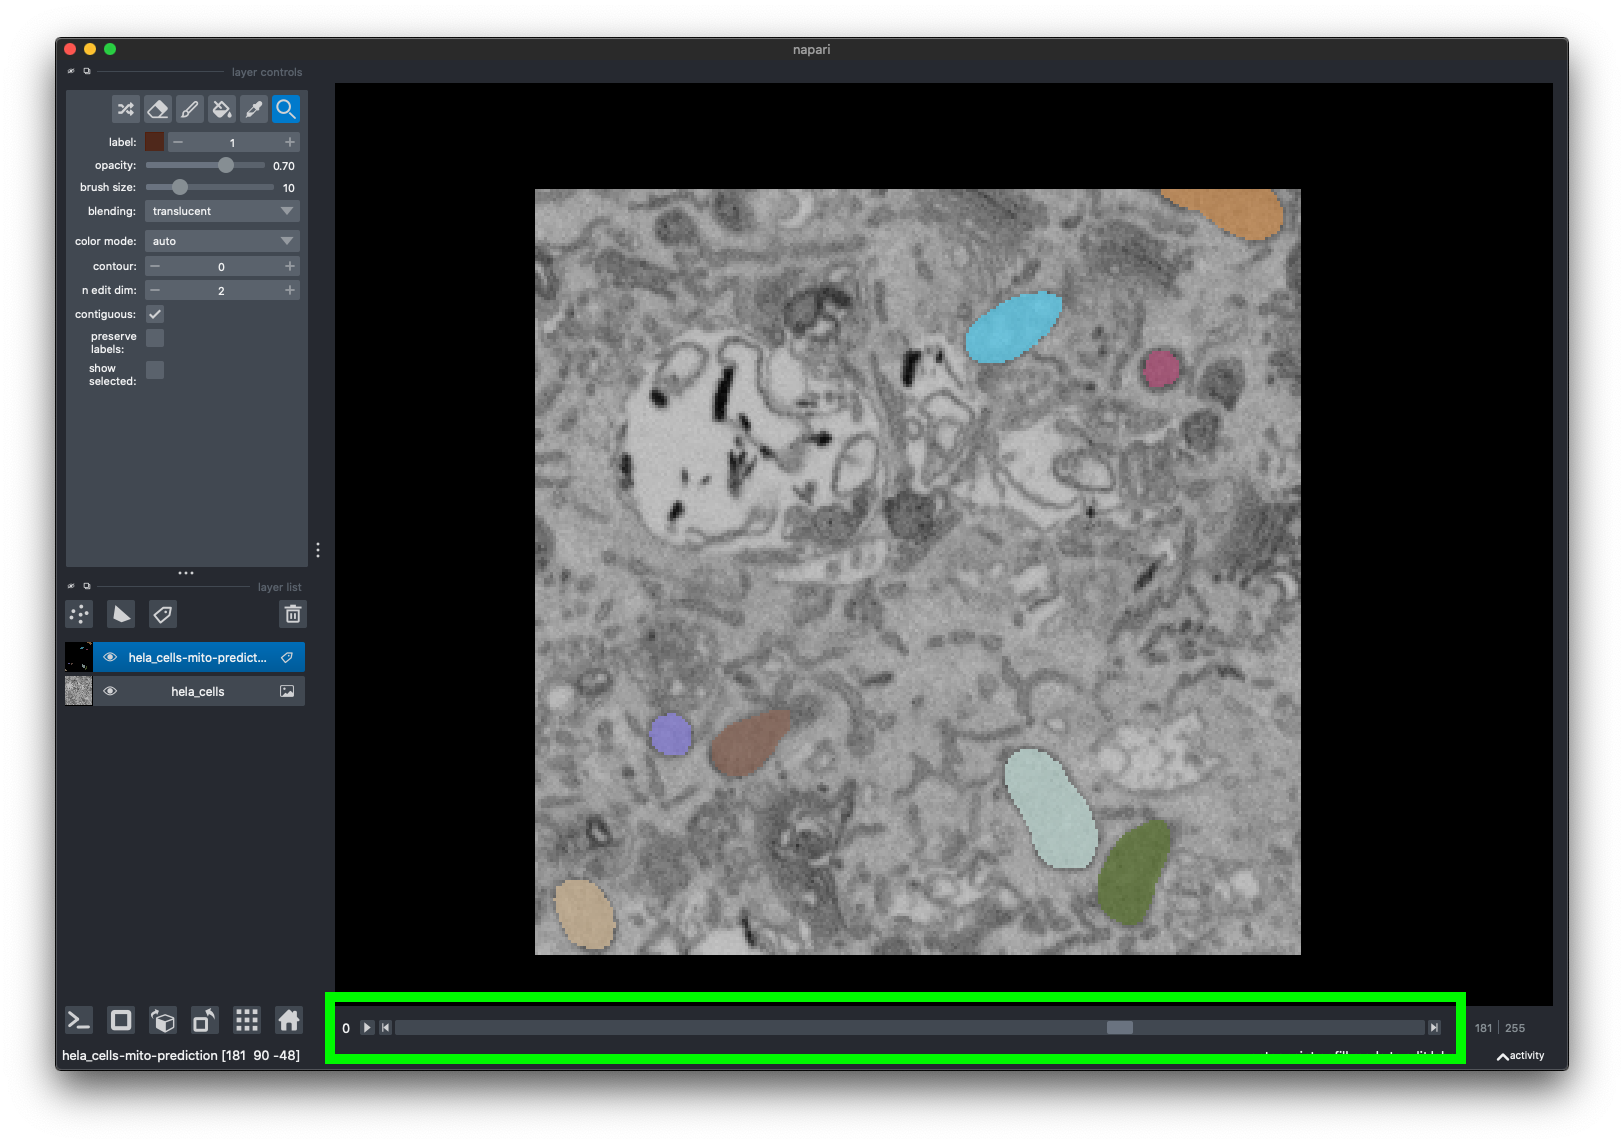 napari
layer controls
label: 1
opacity: 0.70
brush size: 10
blending: translucent
color mode: auto
contour: 0
n edit dim: 2
contiguous:
preserve
labels:
show
selected:
layer list
hela_cells-mito-predict...
hela_cells
0
181 255
hela_cells-mito-prediction [181 90 -48]
activity